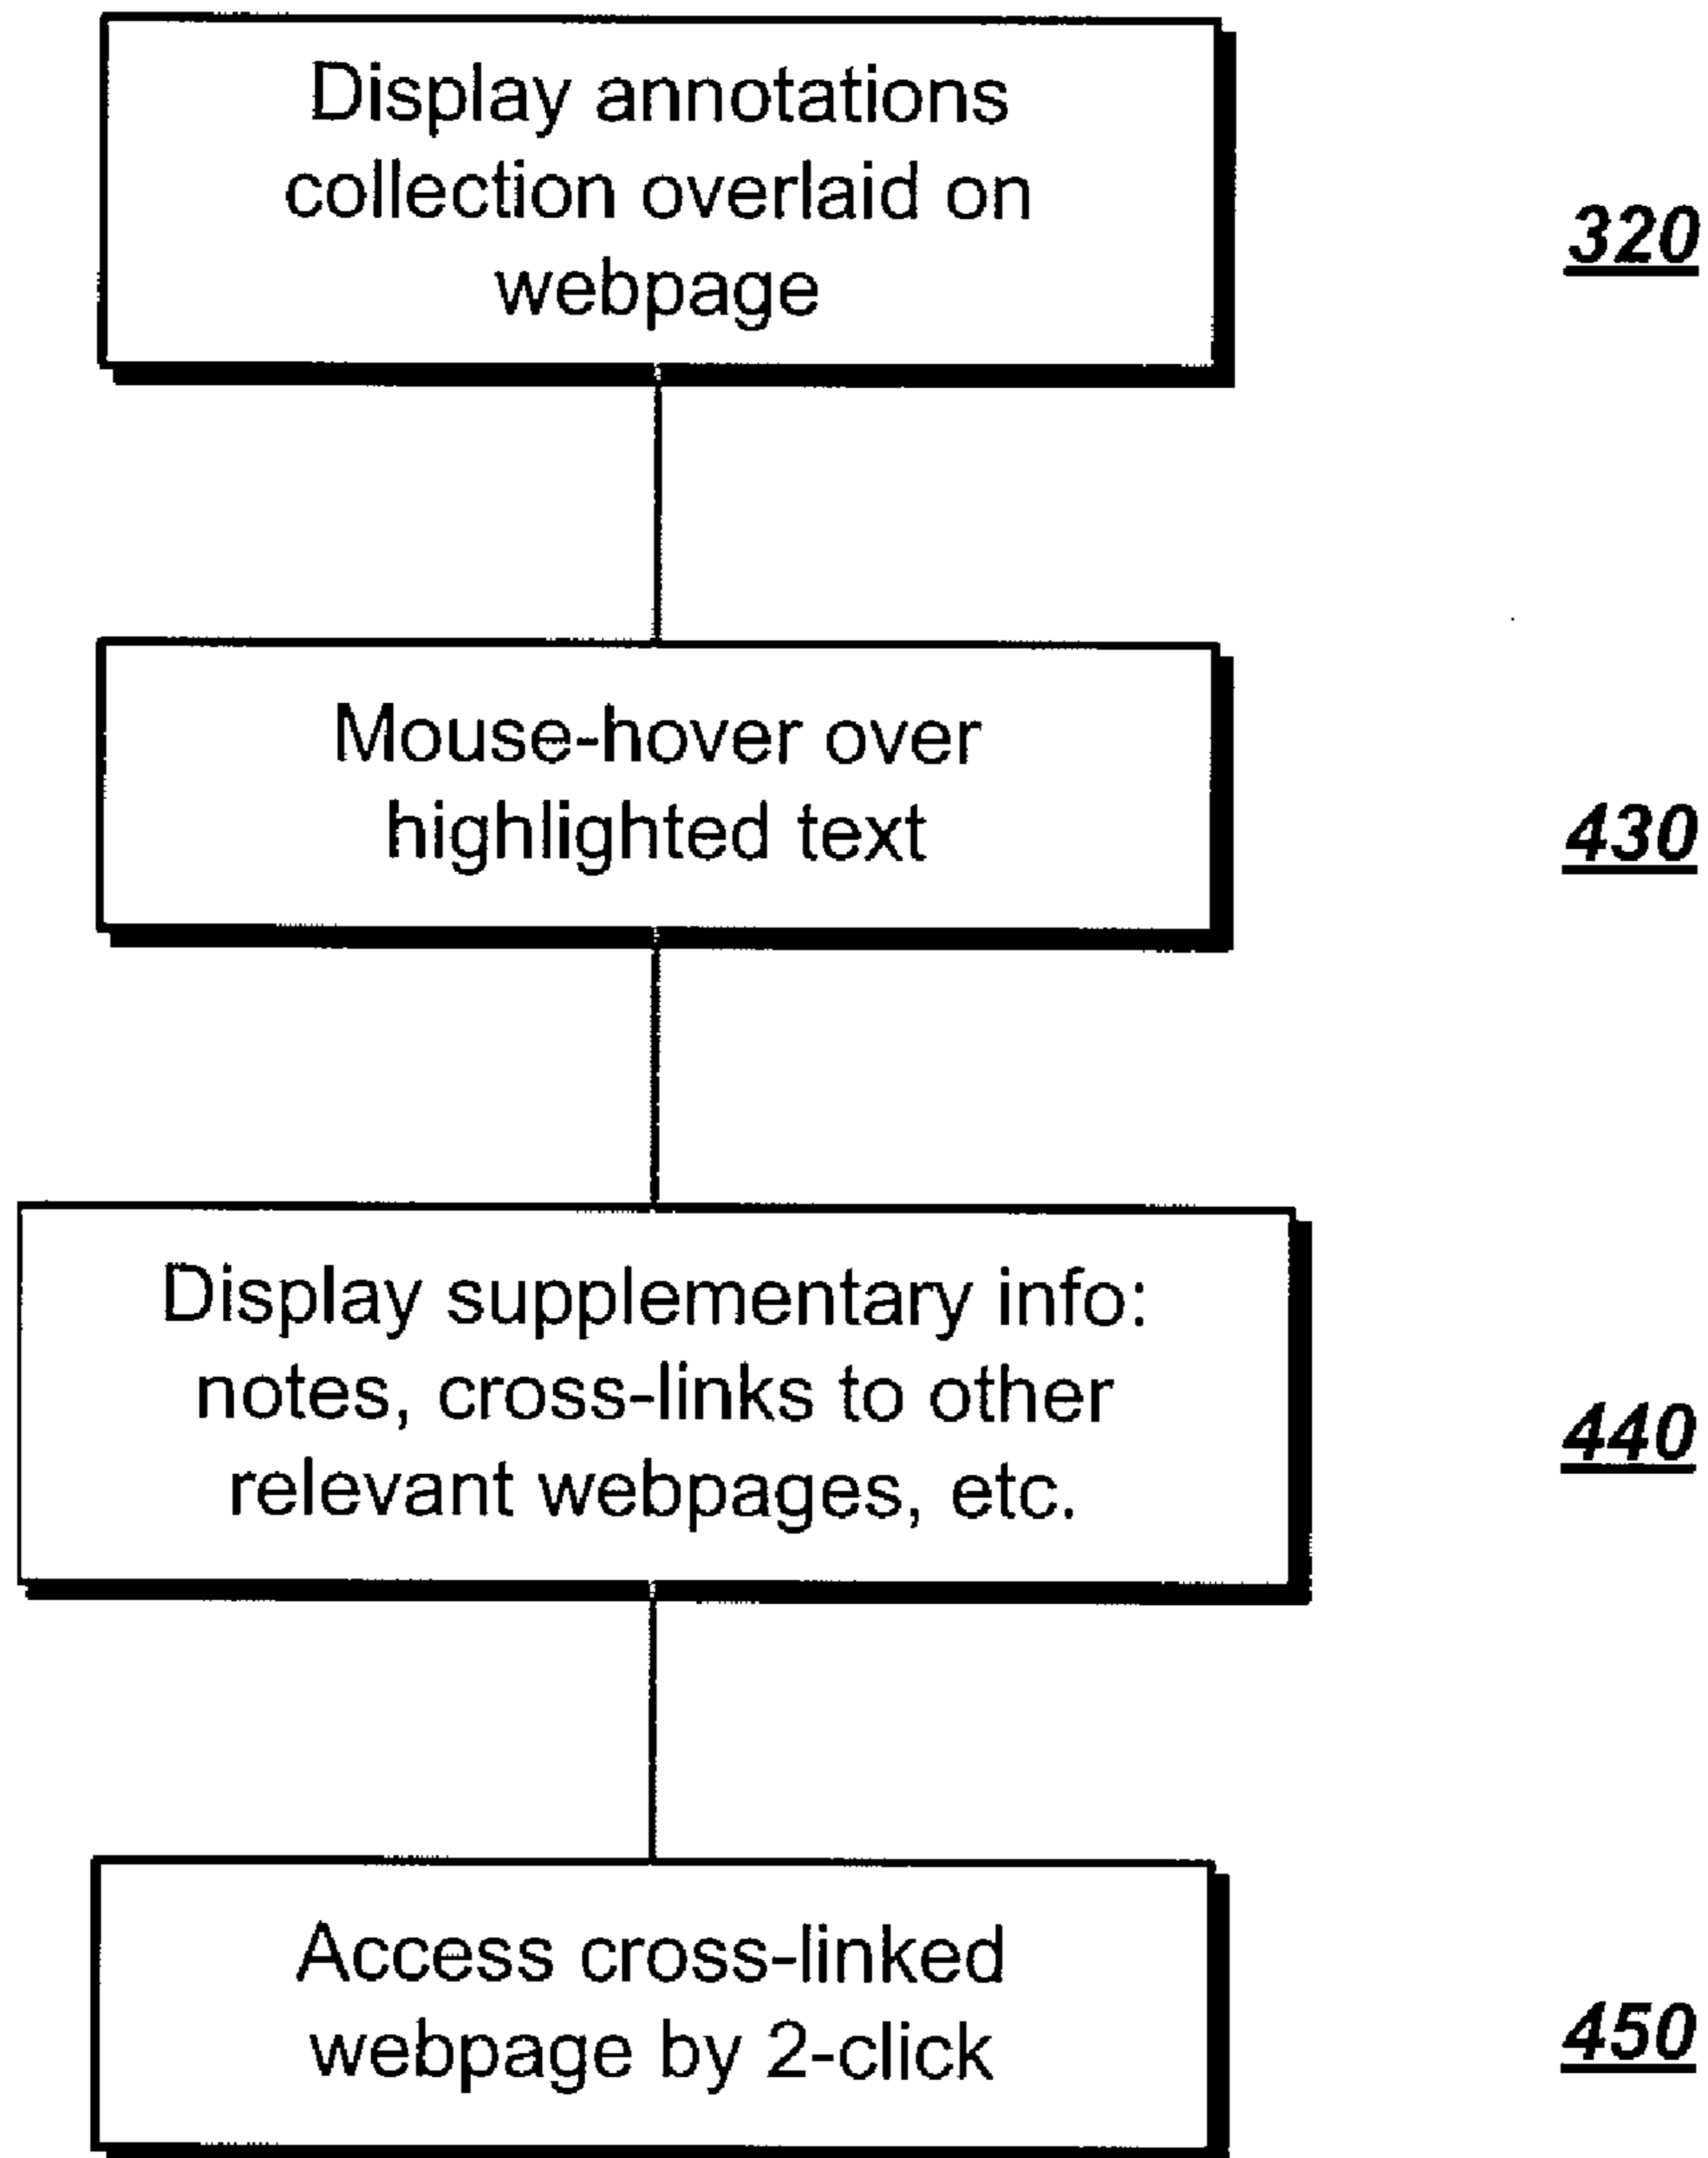 Display annotations
collection overlaid on
webpage
320
Mouse-hover over
highlighted text
430
Display supplementary info:
notes, cross-links to other
relevant webpages, etc.
440
Access cross-linked
webpage by 2-click
450